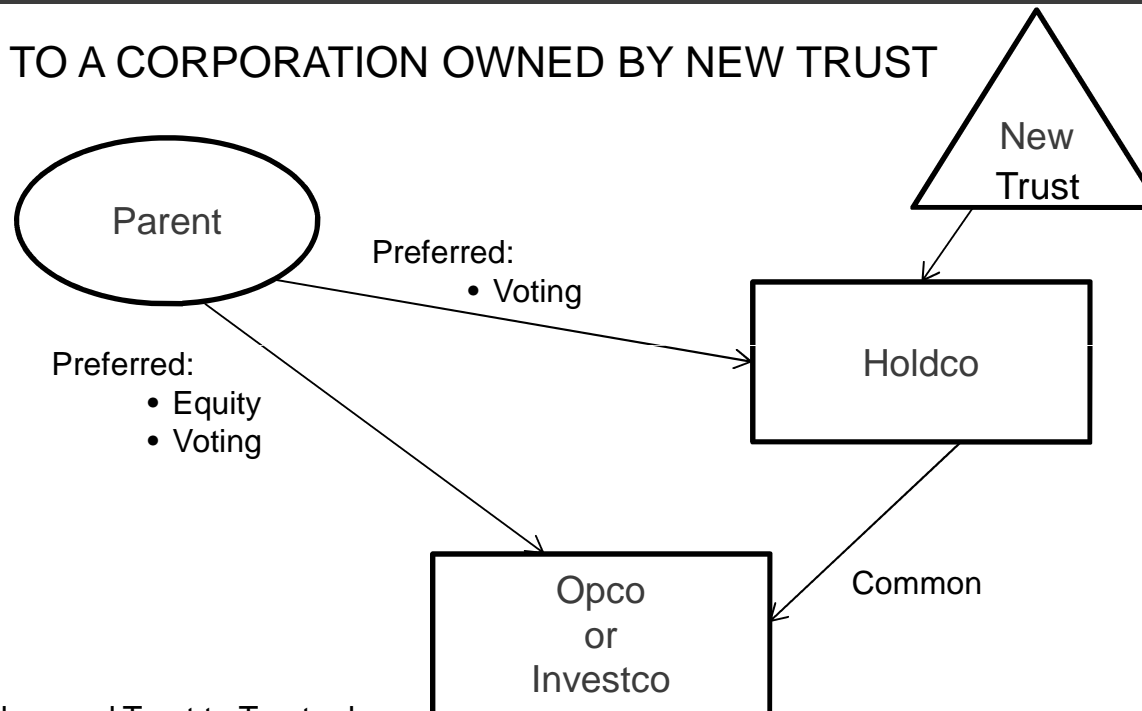 TO A CORPORATION OWNED BY NEW TRUST
New
Trust
Parent
Preferred:
• Voting
Holdco
Preferred:
• Equity
• Voting
Opco
or
Investco
Common